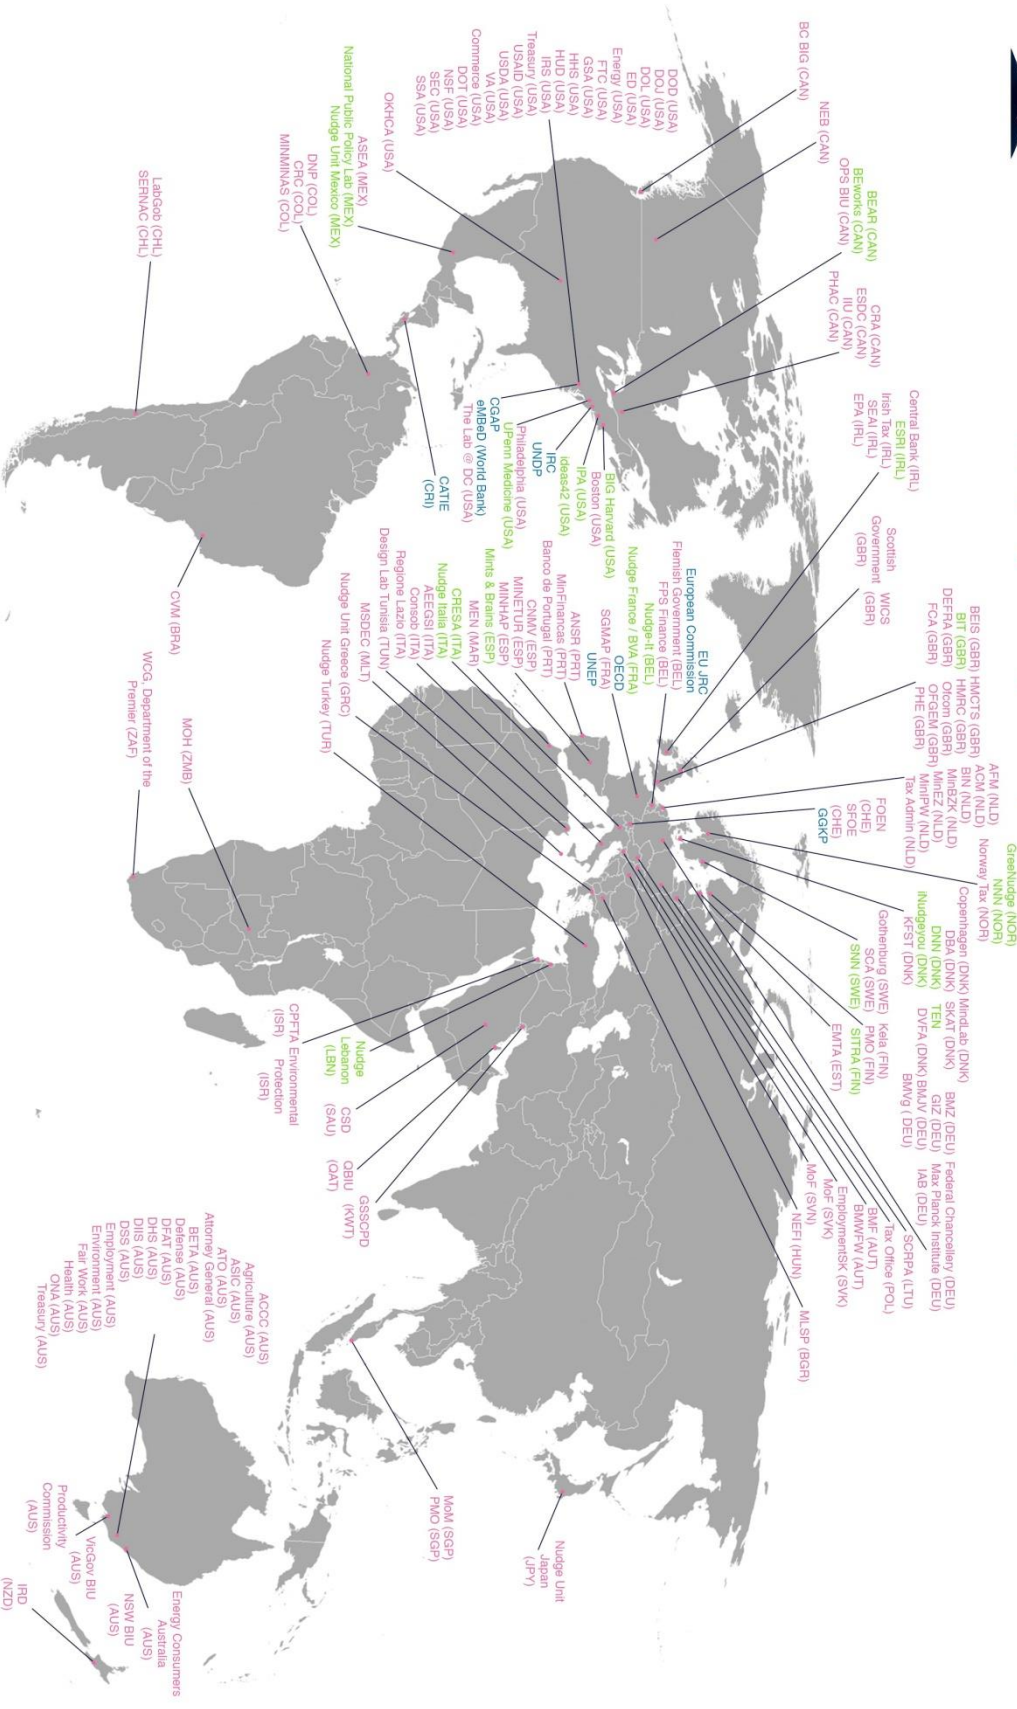 BC BIG (CAN)
NEB (CAN)
BEAR (CAN)
BEworks (CAN)
OPS BIU (CAN)
CRA (CAN)
ESDC (CAN)
IIU (CAN)
PHAC (CAN)
DOD (USA)
DOJ (USA)
DOL (USA)
ED (USA)
Energy (USA)
FTC (USA)
GSA (USA)
HHS (USA)
HUD (USA)
IRS (USA)
Treasury (USA)
USAID (USA)
USDA (USA)
VA (USA)
Commerce (USA)
DOT (USA)
NSF (USA)
SEC (USA)
SSA (USA)
OKHCA (USA)
ASEA (MEX)
National Public Policy Lab (MEX)
Nudge Unit Mexico (MEX)
DNP (COL)
CRC (COL)
MINMINAS (COL)
LabGob (CHL)
SERNAC (CHL)
BIG Harvard (USA)
Boston (USA)
IPA (USA)
ideas42 (USA)
IRC
UNDP
Philadelphia (USA)
UPenn Medicine (USA)
CGAP
eMBeD (World Bank)
The Lab @ DC (USA)
CATIE
(CRI)
CVM (BRA)
Central Bank (IRL)
ESRI (IRL)
Irish Tax (IRL)
SEAI (IRL)
EPA (IRL)
Scottish
Government
(GBR)
WICS
(GBR)
BEIS (GBR) HMCTS (GBR)
BIT (GBR) HMRC (GBR)
DEFRA (GBR) Ofcom (GBR)
FCA (GBR) OFGEM (GBR)
PHE (GBR)
AFM (NLD)
ACM (NLD)
BIN (NLD)
MinBZK (NLD)
MinEZ (NLD)
MinIPW (NLD)
Tax Admin (NLD)
FOEN
(CHE)
SFOE
(CHE)
GGKP
GreeNudge (NOR)
NNN (NOR)
Norway Tax (NOR)
Copenhagen (DNK) MindLab (DNK)
DBA (DNK) SKAT (DNK)
DNN (DNK) TEN
iNudgeyou (DNK) DVFA (DNK)
KFST (DNK)
Gothenburg (SWE)
SCA (SWE)
SNN (SWE)
Kela (FIN)
PMO (FIN)
SITRA (FIN)
EMTA (EST)
BMZ (DEU) Federal Chancellery (DEU)
GIZ (DEU) Max Planck Institute (DEU)
BMJV (DEU) IAB (DEU)
BMVg ( DEU)
SCRPA (LTU)
Tax Office (POL)
BMF (AUT)
BMWFW (AUT)
EmploymentSK (SVK)
MoF (SVK)
MoF (SVN)
NEFI (HUN)
MLSP (BGR)
EU JRC
European Commission
Flemish Government (BEL)
FPS Finance (BEL)
Nudge-It (BEL)
Nudge France / BVA (FRA)
OECD
SGMAP (FRA)
UNEP
ANSR (PRT)
MinFinancas (PRT)
Banco de Portugal (PRT)
CNMV (ESP)
MINETUR (ESP)
MINHAP (ESP)
Mints & Brains (ESP)
MEN (MAR)
CRESA (ITA)
Nudge Italia (ITA)
AEEGSI (ITA)
Consob (ITA)
Regione Lazio (ITA)
Design Lab Tunisia (TUN)
MSDEC (MLT)
Nudge Unit Greece (GRC)
Nudge Turkey (TUR)
MOH (ZMB)
WCG, Department of the
Premier (ZAF)
CPFTA
(ISR)
Environmental
Protection
(ISR)
Nudge
Lebanon
(LBN)
CSD
(SAU)
QBIU
(QAT)
GSSCPD
(KWT)
ACCC (AUS)
Agriculture (AUS)
ASIC (AUS)
ATO (AUS)
Attorney General (AUS)
BETA (AUS)
Defense (AUS)
DFAT (AUS)
DHS (AUS)
DIIS (AUS)
DSS (AUS)
Employment (AUS)
Environment (AUS)
Fair Work (AUS)
Health (AUS)
ONA (AUS)
Treasury (AUS)
MoM (SGP)
PMO (SGP)
Nudge Unit
Japan
(JPY)
Energy Consumers
Australia
(AUS)
NSW BIU
(AUS)
VicGov BIU
(AUS)
Productivity
Commission
(AUS)
IRD
(NZD)